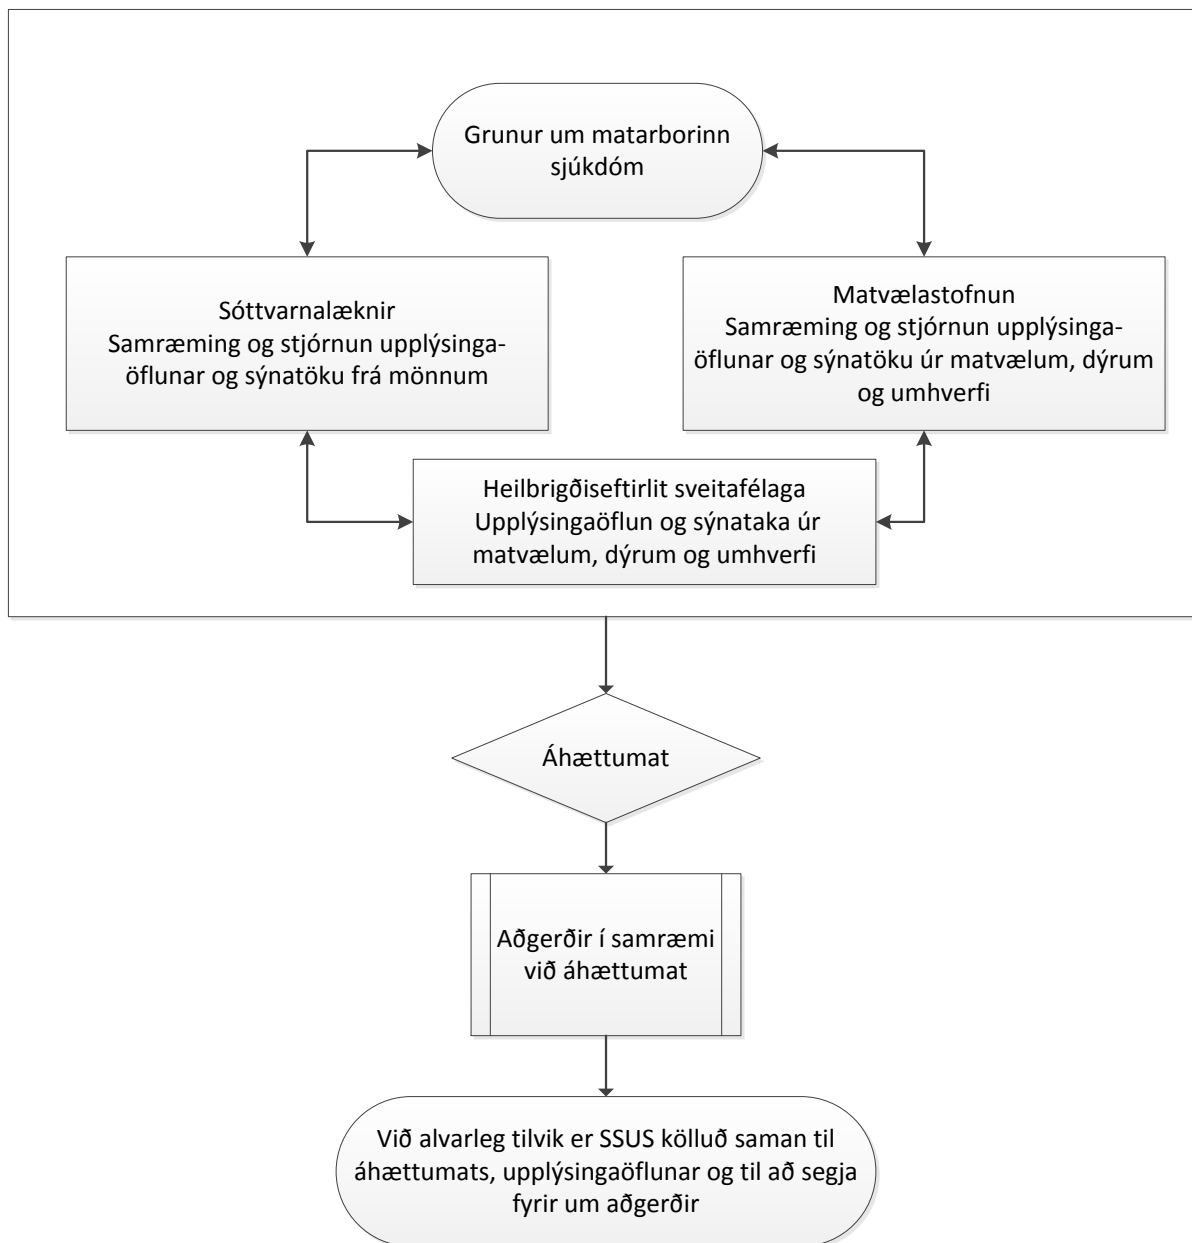 Grunur um matarborinn
sjúkdóm
Sóttvarnalæknir
Samræming og stjórnun upplýsinga-
öflunar og sýnatöku frá mönnum
Matvælastofnun
Samræming og stjórnun upplýsinga-
öflunar og sýnatöku úr matvælum, dýrum
og umhverfi
Heilbrigðiseftirlit sveitafélaga
Upplýsingaöflun og sýnataka úr
matvælum, dýrum og umhverfi
Áhættumat
Aðgerðir í samræmi
við áhættumat
Við alvarleg tilvik er SSUS kölluð saman til
áhættumats, upplýsingaöflunar og til að segja
fyrir um aðgerðir